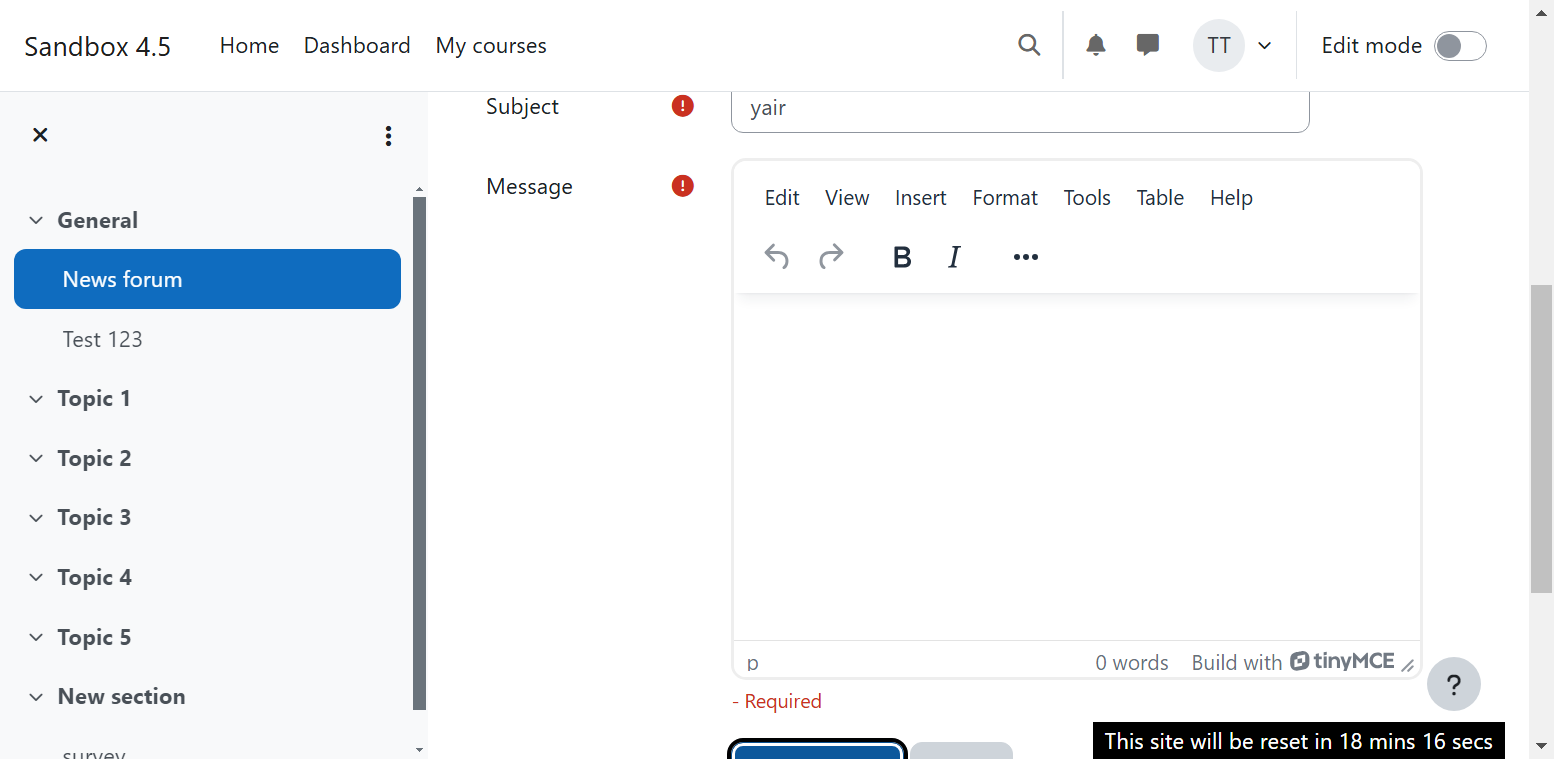 Sandbox 4.5 Home Dashboard My courses TT Edit mode
General
News forum
Test 123
Topic 1
Topic 2
Topic 3
Topic 4
Topic 5
New section
survey
Subject ! yair
Message !
Edit View Insert Format Tools Table Help
B I
p 0 words Build with tinyMCE
- Required
?
This site will be reset in 18 mins 16 secs